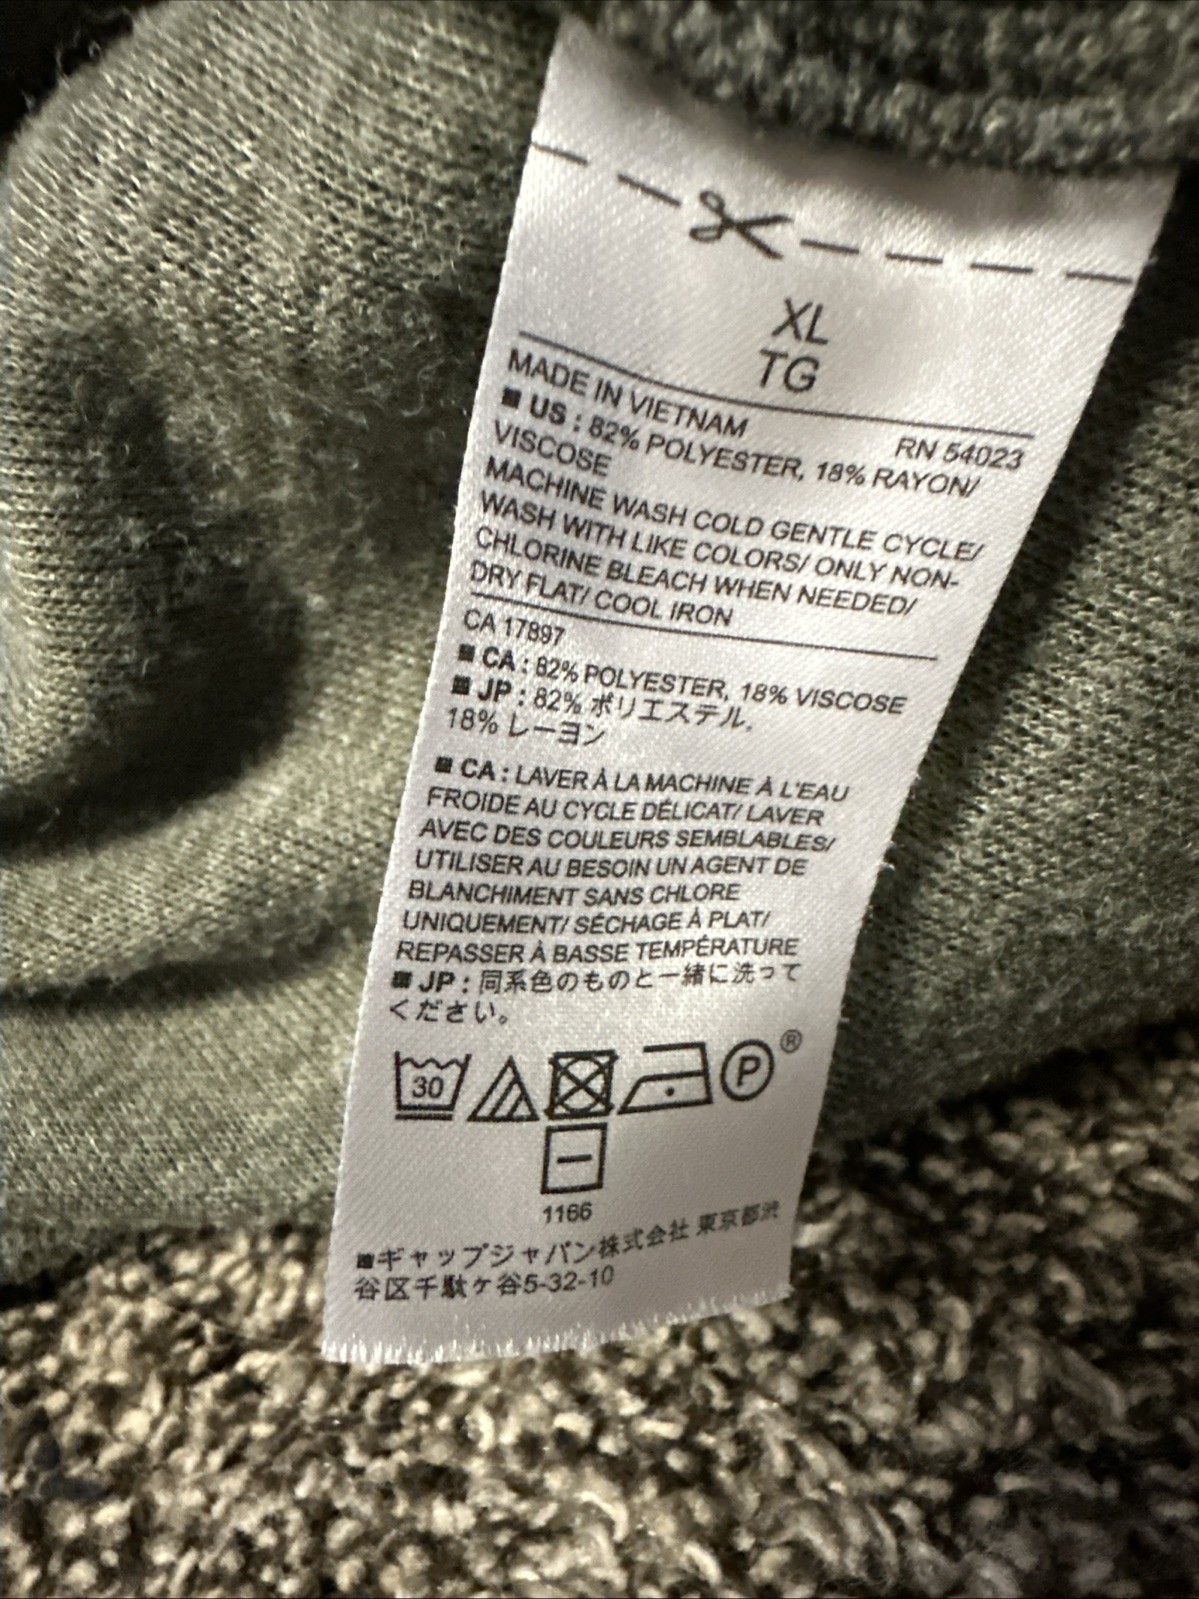 XL
TG
MADE IN VIETNAM
RN 54023
■ US : 82% POLYESTER, 18% RAYON/
VISCOSE
MACHINE WASH COLD GENTLE CYCLE/
WASH WITH LIKE COLORS/ ONLY NON-
CHLORINE BLEACH WHEN NEEDED/
DRY FLAT/ COOL IRON
CA 17897
■ CA : 82% POLYESTER, 18% VISCOSE
■ JP : 82% ポリエステル,
18% レーヨン
■ CA : LAVER À LA MACHINE À L'EAU
FROIDE AU CYCLE DÉLICAT/ LAVER
AVEC DES COULEURS SEMBLABLES/
UTILISER AU BESOIN UN AGENT DE
BLANCHIMENT SANS CHLORE
UNIQUEMENT/ SÉCHAGE À PLAT/
REPASSER À BASSE TEMPÉRATURE
■ JP : 同系色のものと一緒に洗って
ください。
30 P ®
1166
■ギャップジャパン株式会社 東京都渋
谷区千駄ケ谷5-32-10